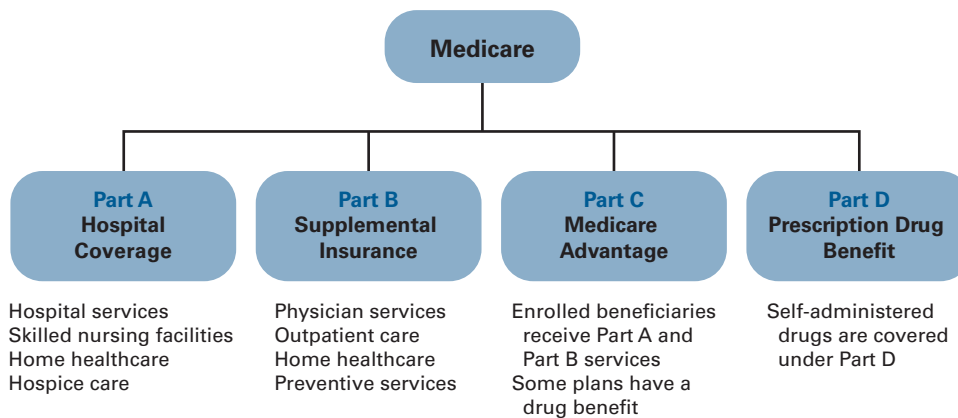 Medicare
Part A
Hospital
Coverage
Hospital services
Skilled nursing facilities
Home healthcare
Hospice care
Part B
Supplemental
Insurance
Physician services
Outpatient care
Home healthcare
Preventive services
Part C
Medicare
Advantage
Enrolled beneficiaries
receive Part A and
Part B services
Some plans have a
drug benefit
Part D
Prescription Drug
Benefit
Self-administered
drugs are covered
under Part D